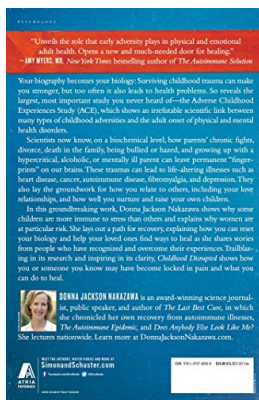 PSYCHOLOGY
"Unveils the role that early adversity plays in physical and emotional
adult health. Opens a new and much-needed door for healing."
—AMY MYERS, MD, New York Times bestselling author of The Autoimmune Solution
Your biography becomes your biology: Surviving childhood trauma can make
you stronger, but too often it also leads to health problems. So reveals the
largest, most important study you never heard of—the Adverse Childhood
Experiences Study (ACE), which shows an irrefutable scientific link between
many types of childhood adversities and the adult onset of physical and mental
health disorders.
Scientists now know, on a biochemical level, how parents' chronic fights,
divorce, death in the family, being bullied or hazed, and growing up with a
hypercritical, alcoholic, or mentally ill parent can leave permanent "finger-
prints" on our brains. These traumas can lead to life-altering illnesses such as
heart disease, cancer, autoimmune disease, fibromyalgia, and depression. They
also lay the groundwork for how you relate to others, including your love
relationships, and how well you nurture and raise your own children.
In this groundbreaking work, Donna Jackson Nakazawa shows why some
children are more immune to stress than others and explains why women are
at particular risk. She lays out a path for recovery, explaining how you can reset
your biology and help your loved ones find ways to heal as she shares stories
from people who have recognized and overcome their experiences. Trailblaz-
ing in its research and inspiring in its clarity, Childhood Disrupted shows how
you or someone you know may have become locked in pain and what you
can do to heal.
DONNA JACKSON NAKAZAWA is an award-winning science journal-
ist, public speaker, and author of The Last Best Cure, in which
she chronicled her own recovery from autoimmune illnesses,
The Autoimmune Epidemic, and Does Anybody Else Look Like Me?
She lectures nationwide. Learn more at DonnaJacksonNakazawa.com.
SimonandSchuster.com
ATRIA